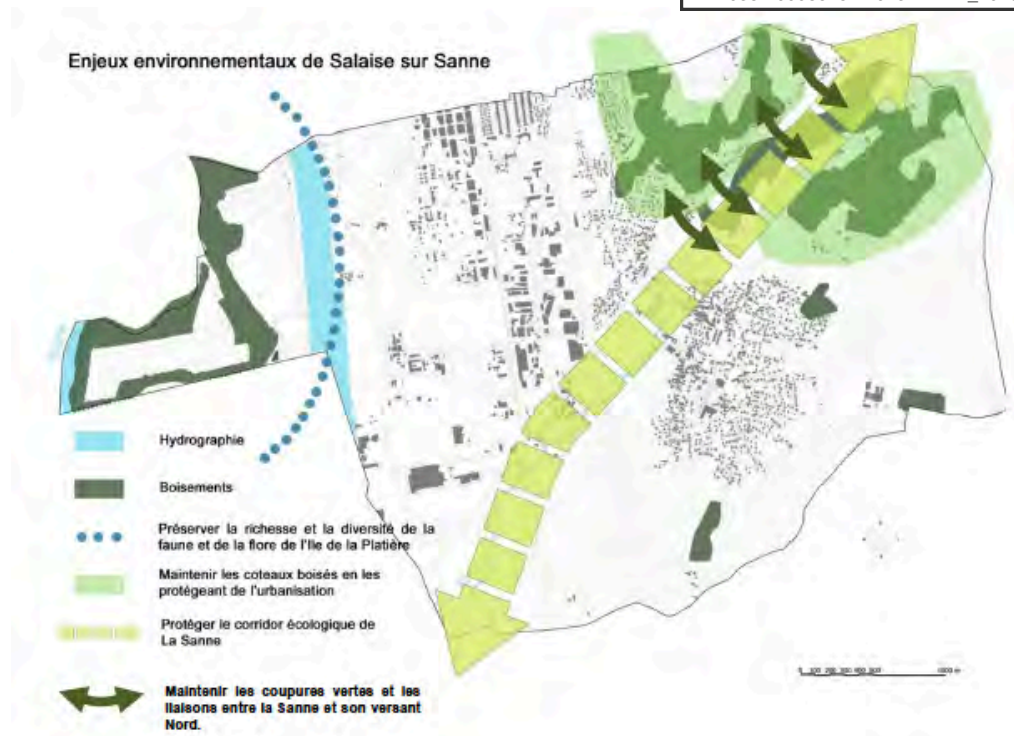 Enjeux environnementaux de Salaise sur Sanne
Hydrographie
Boisements
Préserver la richesse et la diversité de la
faune et de la flore de l'Ile de la Platière
Maintenir les coteaux boisés en les
protégeant de l'urbanisation
Protéger le corridor écologique de
La Sanne
Maintenir les coupures vertes et les
liaisons entre la Sanne et son versant
Nord.